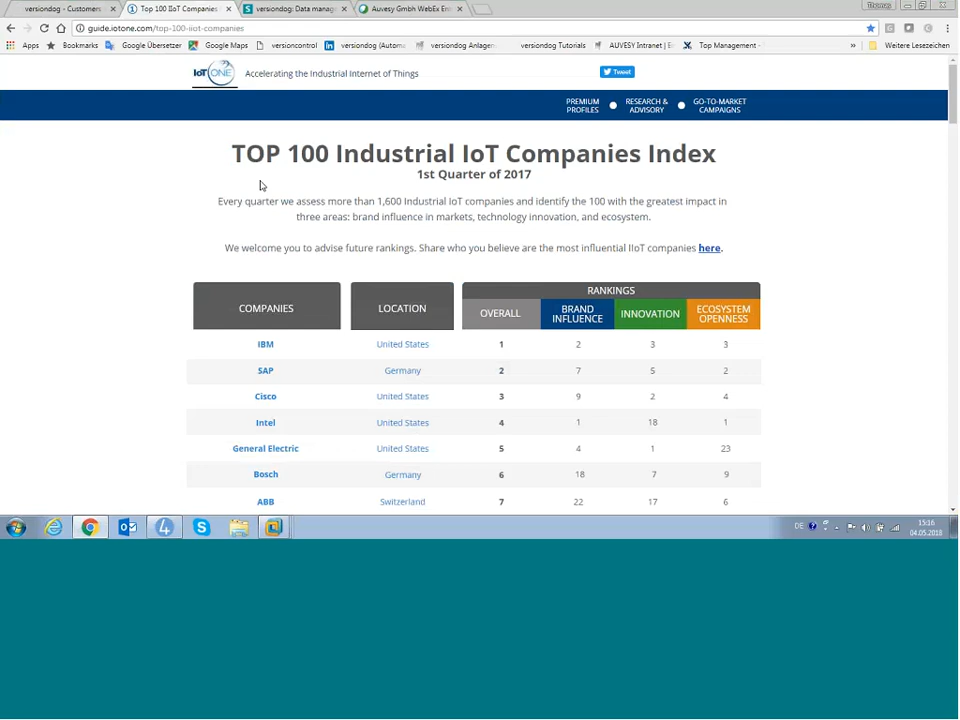 versiondog - Customers
Top 100 IIoT Companies
versiondog: Data manag
Auvesy Gmbh WebEx En
Thomas
guide.iotone.com/top-100-iiot-companies
Apps
Bookmarks
Google Übersetzer
Google Maps
versioncontrol
versiondog (Automa
versiondog Anlagen
versiondog Tutorials
AUVESY Intranet | E
Top Management -
»
Weitere Lesezeichen
IoT ONE
Accelerating the Industrial Internet of Things
Tweet
PREMIUM PROFILES
RESEARCH & ADVISORY
GO-TO-MARKET CAMPAIGNS
TOP 100 Industrial IoT Companies Index
1st Quarter of 2017
Every quarter we assess more than 1,600 Industrial IoT companies and identify the 100 with the greatest impact in
three areas: brand influence in markets, technology innovation, and ecosystem.
We welcome you to advise future rankings. Share who you believe are the most influential IIoT companies here.
RANKINGS
COMPANIES LOCATION OVERALL BRAND INFLUENCE INNOVATION ECOSYSTEM OPENNESS
IBM United States 1 2 3 3
SAP Germany 2 7 5 2
Cisco United States 3 9 2 4
Intel United States 4 1 18 1
General Electric United States 5 4 1 23
Bosch Germany 6 18 7 9
ABB Switzerland 7 22 17 6
DE
15:16
04.05.2018